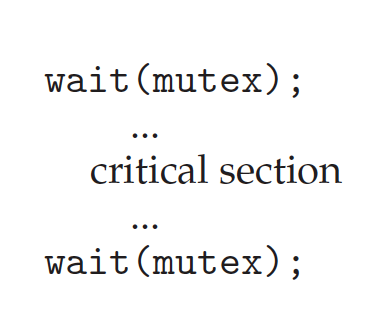 wait(mutex);
...
critical section
...
wait(mutex);